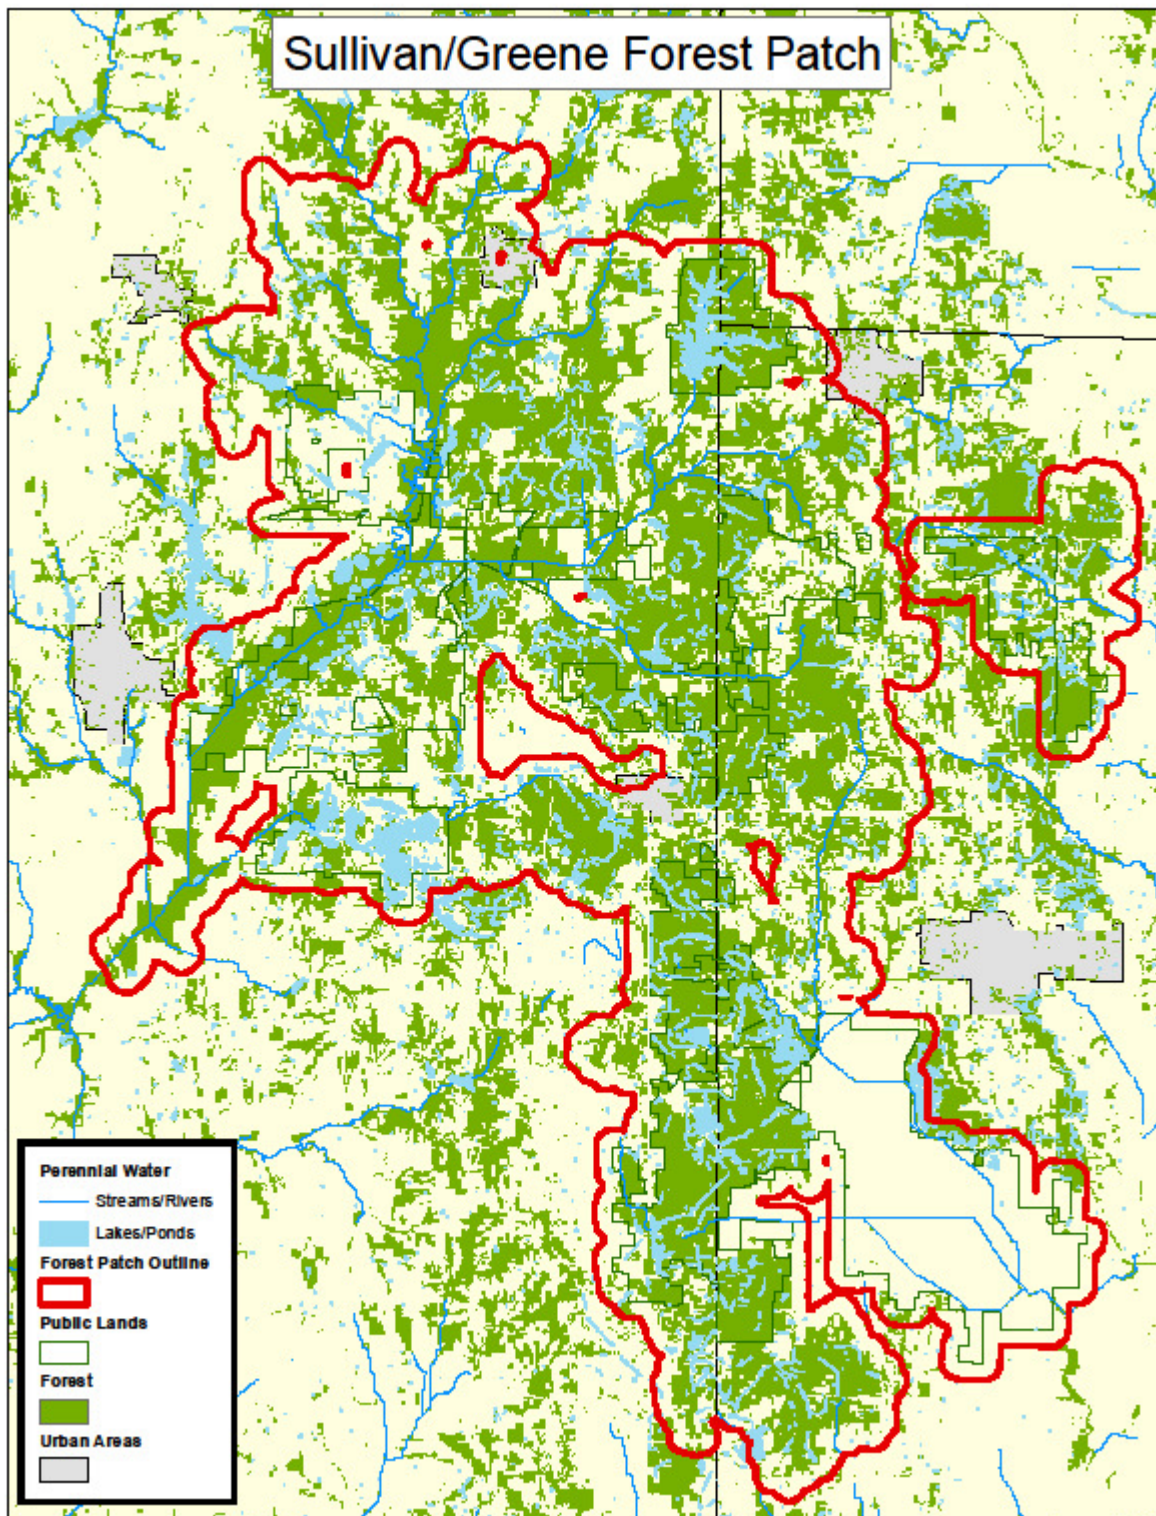 Sullivan/Greene Forest Patch
Perennial Water
Streams/Rivers
Lakes/Ponds
Forest Patch Outline
Public Lands
Forest
Urban Areas